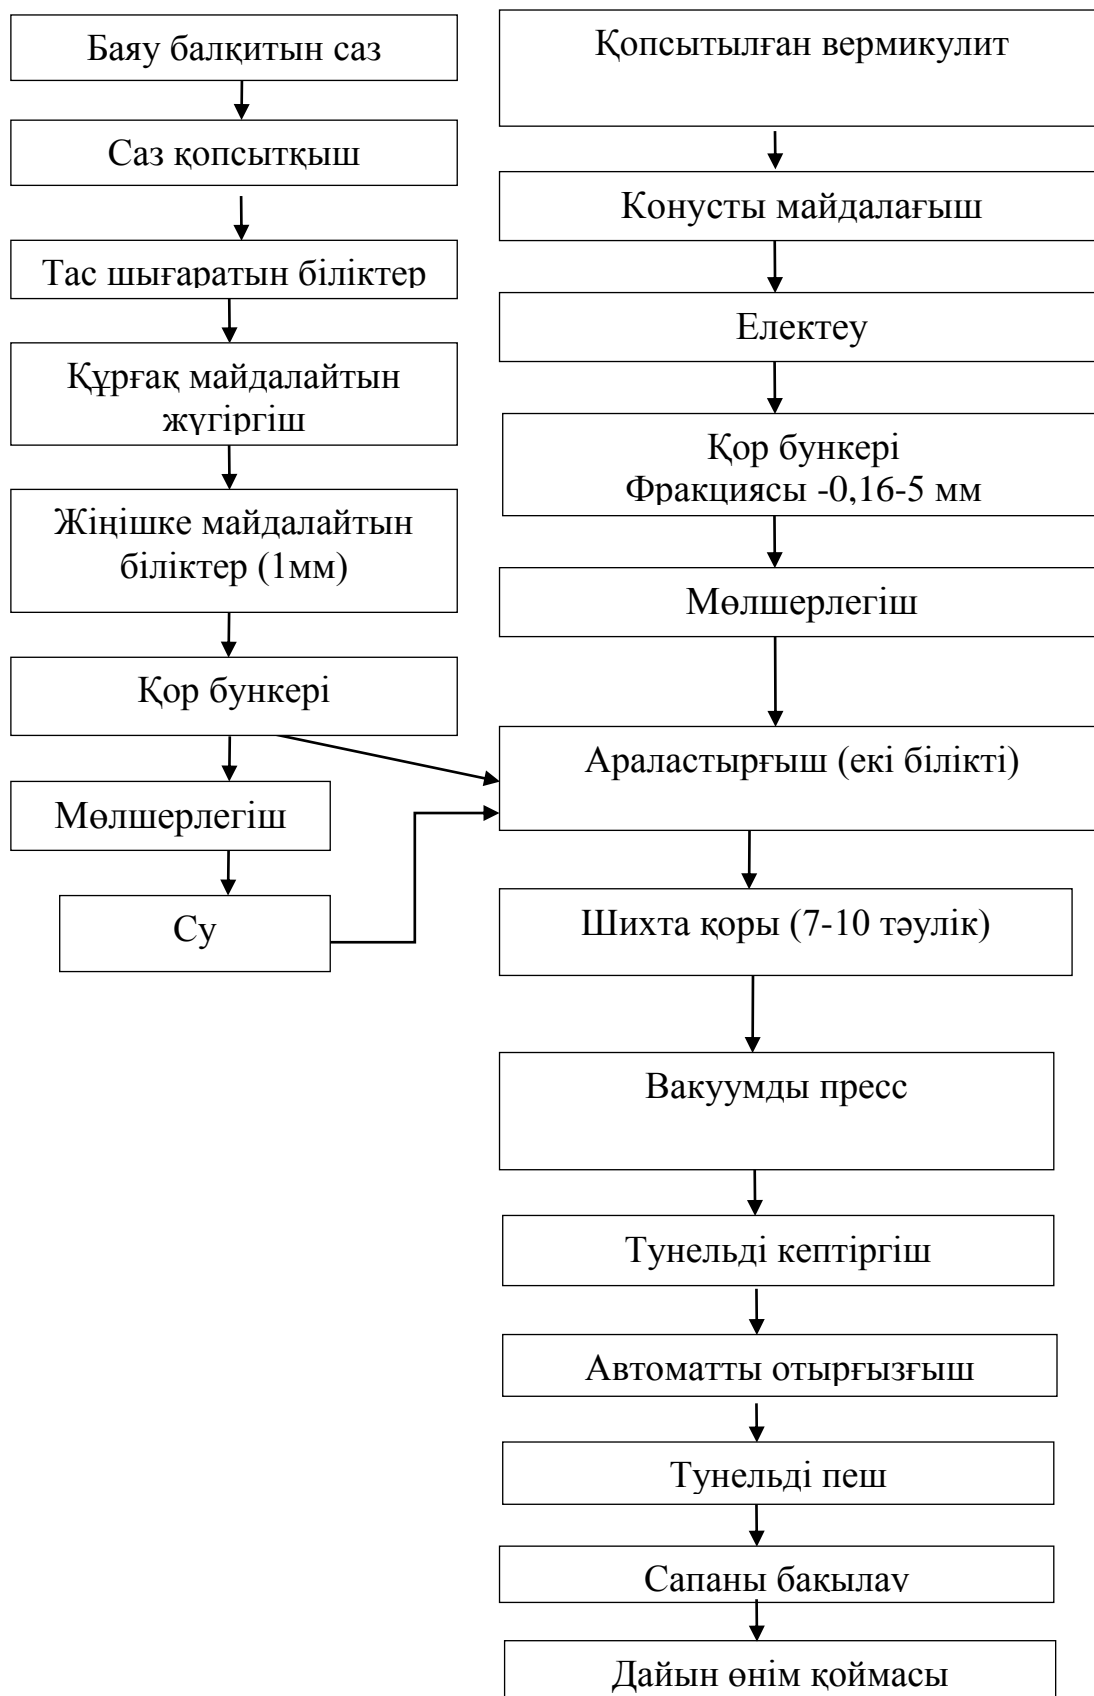 Баяу балқитын саз
Саз қопсытқыш
Тас шығаратын біліктер
Құрғақ майдалайтын
жүгіргіш
Жіңішке майдалайтын
біліктер (1мм)
Қор бункері
Мөлшерлегіш
Су
Қопсытылған вермикулит
Конусты майдалағыш
Електеу
Қор бункері
Фракциясы -0,16-5 мм
Мөлшерлегіш
Араластырғыш (екі білікті)
Шихта қоры (7-10 тәулік)
Вакуумды пресс
Тунельді кептіргіш
Автоматты отырғызғыш
Тунельді пеш
Сапаны бақылау
Дайын өнім қоймасы